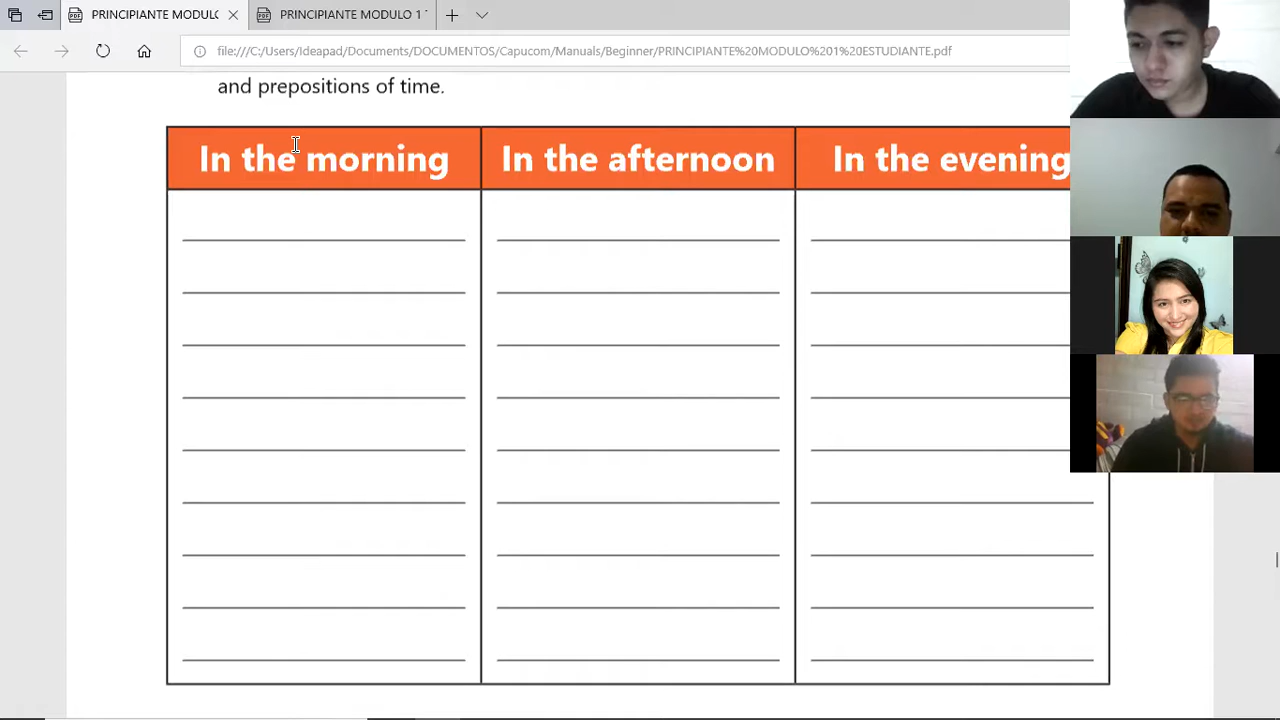 PRINCIPIANTE MODULO
PRINCIPIANTE MODULO 1
file:///C:/Users/Ideapad/Documents/DOCUMENTOS/Capucom/Manuals/Beginner/PRINCIPIANTE%20MODULO%201%20ESTUDIANTE.pdf
and prepositions of time.
In the morning
In the afternoon
In the evening